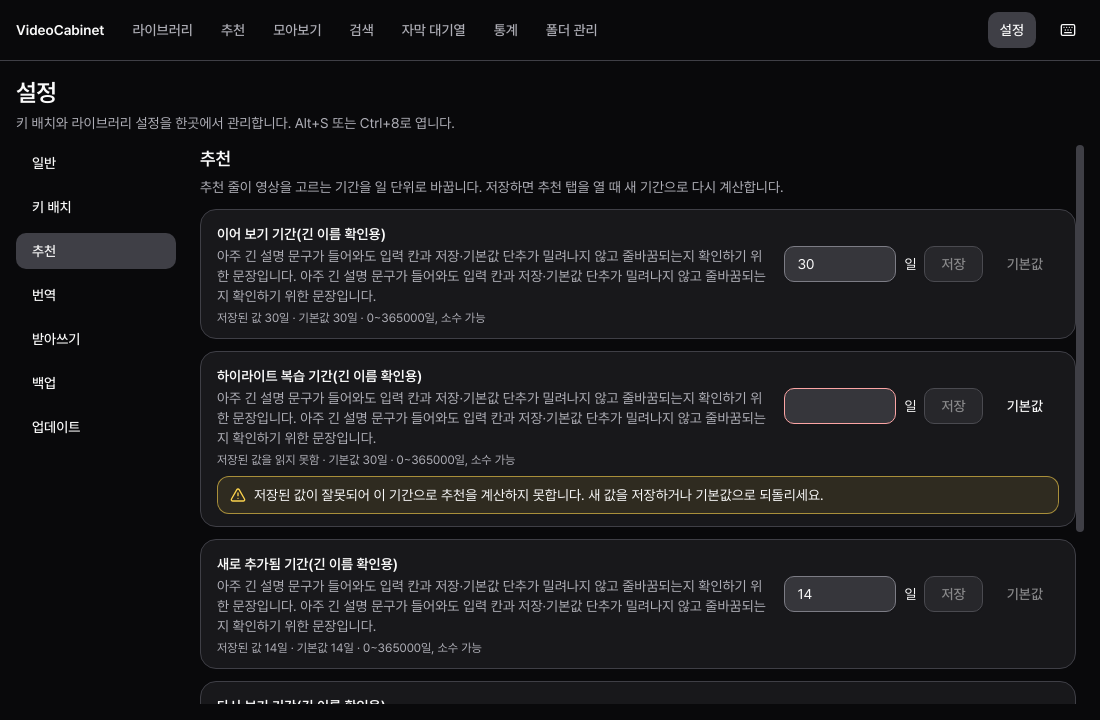 VideoCabinet 라이브러리 추천 모아보기 검색 자막 대기열 통계 폴더 관리 설정
설정
키 배치와 라이브러리 설정을 한곳에서 관리합니다. Alt+S 또는 Ctrl+8로 엽니다.
일반
키 배치
추천
번역
받아쓰기
백업
업데이트
추천
추천 줄이 영상을 고르는 기간을 일 단위로 바꿉니다. 저장하면 추천 탭을 열 때 새 기간으로 다시 계산합니다.
이어 보기 기간(긴 이름 확인용)
아주 긴 설명 문구가 들어와도 입력 칸과 저장·기본값 단추가 밀려나지 않고 줄바꿈되는지 확인하기 위
한 문장입니다. 아주 긴 설명 문구가 들어와도 입력 칸과 저장·기본값 단추가 밀려나지 않고 줄바꿈되는
지 확인하기 위한 문장입니다.
저장된 값 30일 · 기본값 30일 · 0~365000일, 소수 가능
30 일 저장 기본값
하이라이트 복습 기간(긴 이름 확인용)
아주 긴 설명 문구가 들어와도 입력 칸과 저장·기본값 단추가 밀려나지 않고 줄바꿈되는지 확인하기 위
한 문장입니다. 아주 긴 설명 문구가 들어와도 입력 칸과 저장·기본값 단추가 밀려나지 않고 줄바꿈되는
지 확인하기 위한 문장입니다.
저장된 값을 읽지 못함 · 기본값 30일 · 0~365000일, 소수 가능
일 저장 기본값
저장된 값이 잘못되어 이 기간으로 추천을 계산하지 못합니다. 새 값을 저장하거나 기본값으로 되돌리세요.
새로 추가됨 기간(긴 이름 확인용)
아주 긴 설명 문구가 들어와도 입력 칸과 저장·기본값 단추가 밀려나지 않고 줄바꿈되는지 확인하기 위
한 문장입니다. 아주 긴 설명 문구가 들어와도 입력 칸과 저장·기본값 단추가 밀려나지 않고 줄바꿈되는
지 확인하기 위한 문장입니다.
저장된 값 14일 · 기본값 14일 · 0~365000일, 소수 가능
14 일 저장 기본값
다시 보기 기간(긴 이름 확인용)